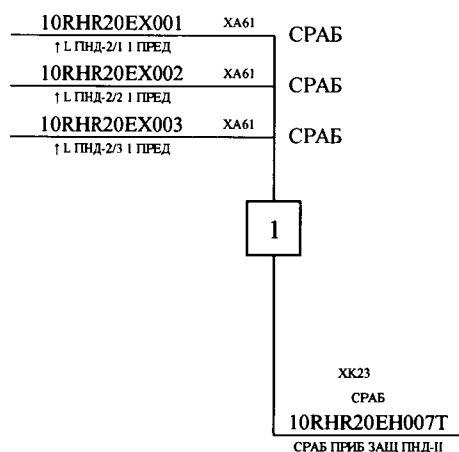 10RHR20EX001 XA61 СРАБ
↑ L ПНД-2/1 1 ПРЕД
10RHR20EX002 XA61 СРАБ
↑ L ПНД-2/2 1 ПРЕД
10RHR20EX003 XA61 СРАБ
↑ L ПНД-2/3 1 ПРЕД
1
XK23
СРАБ
10RHR20EH007T
СРАБ ПРИБ ЗАЩ ПНД-II